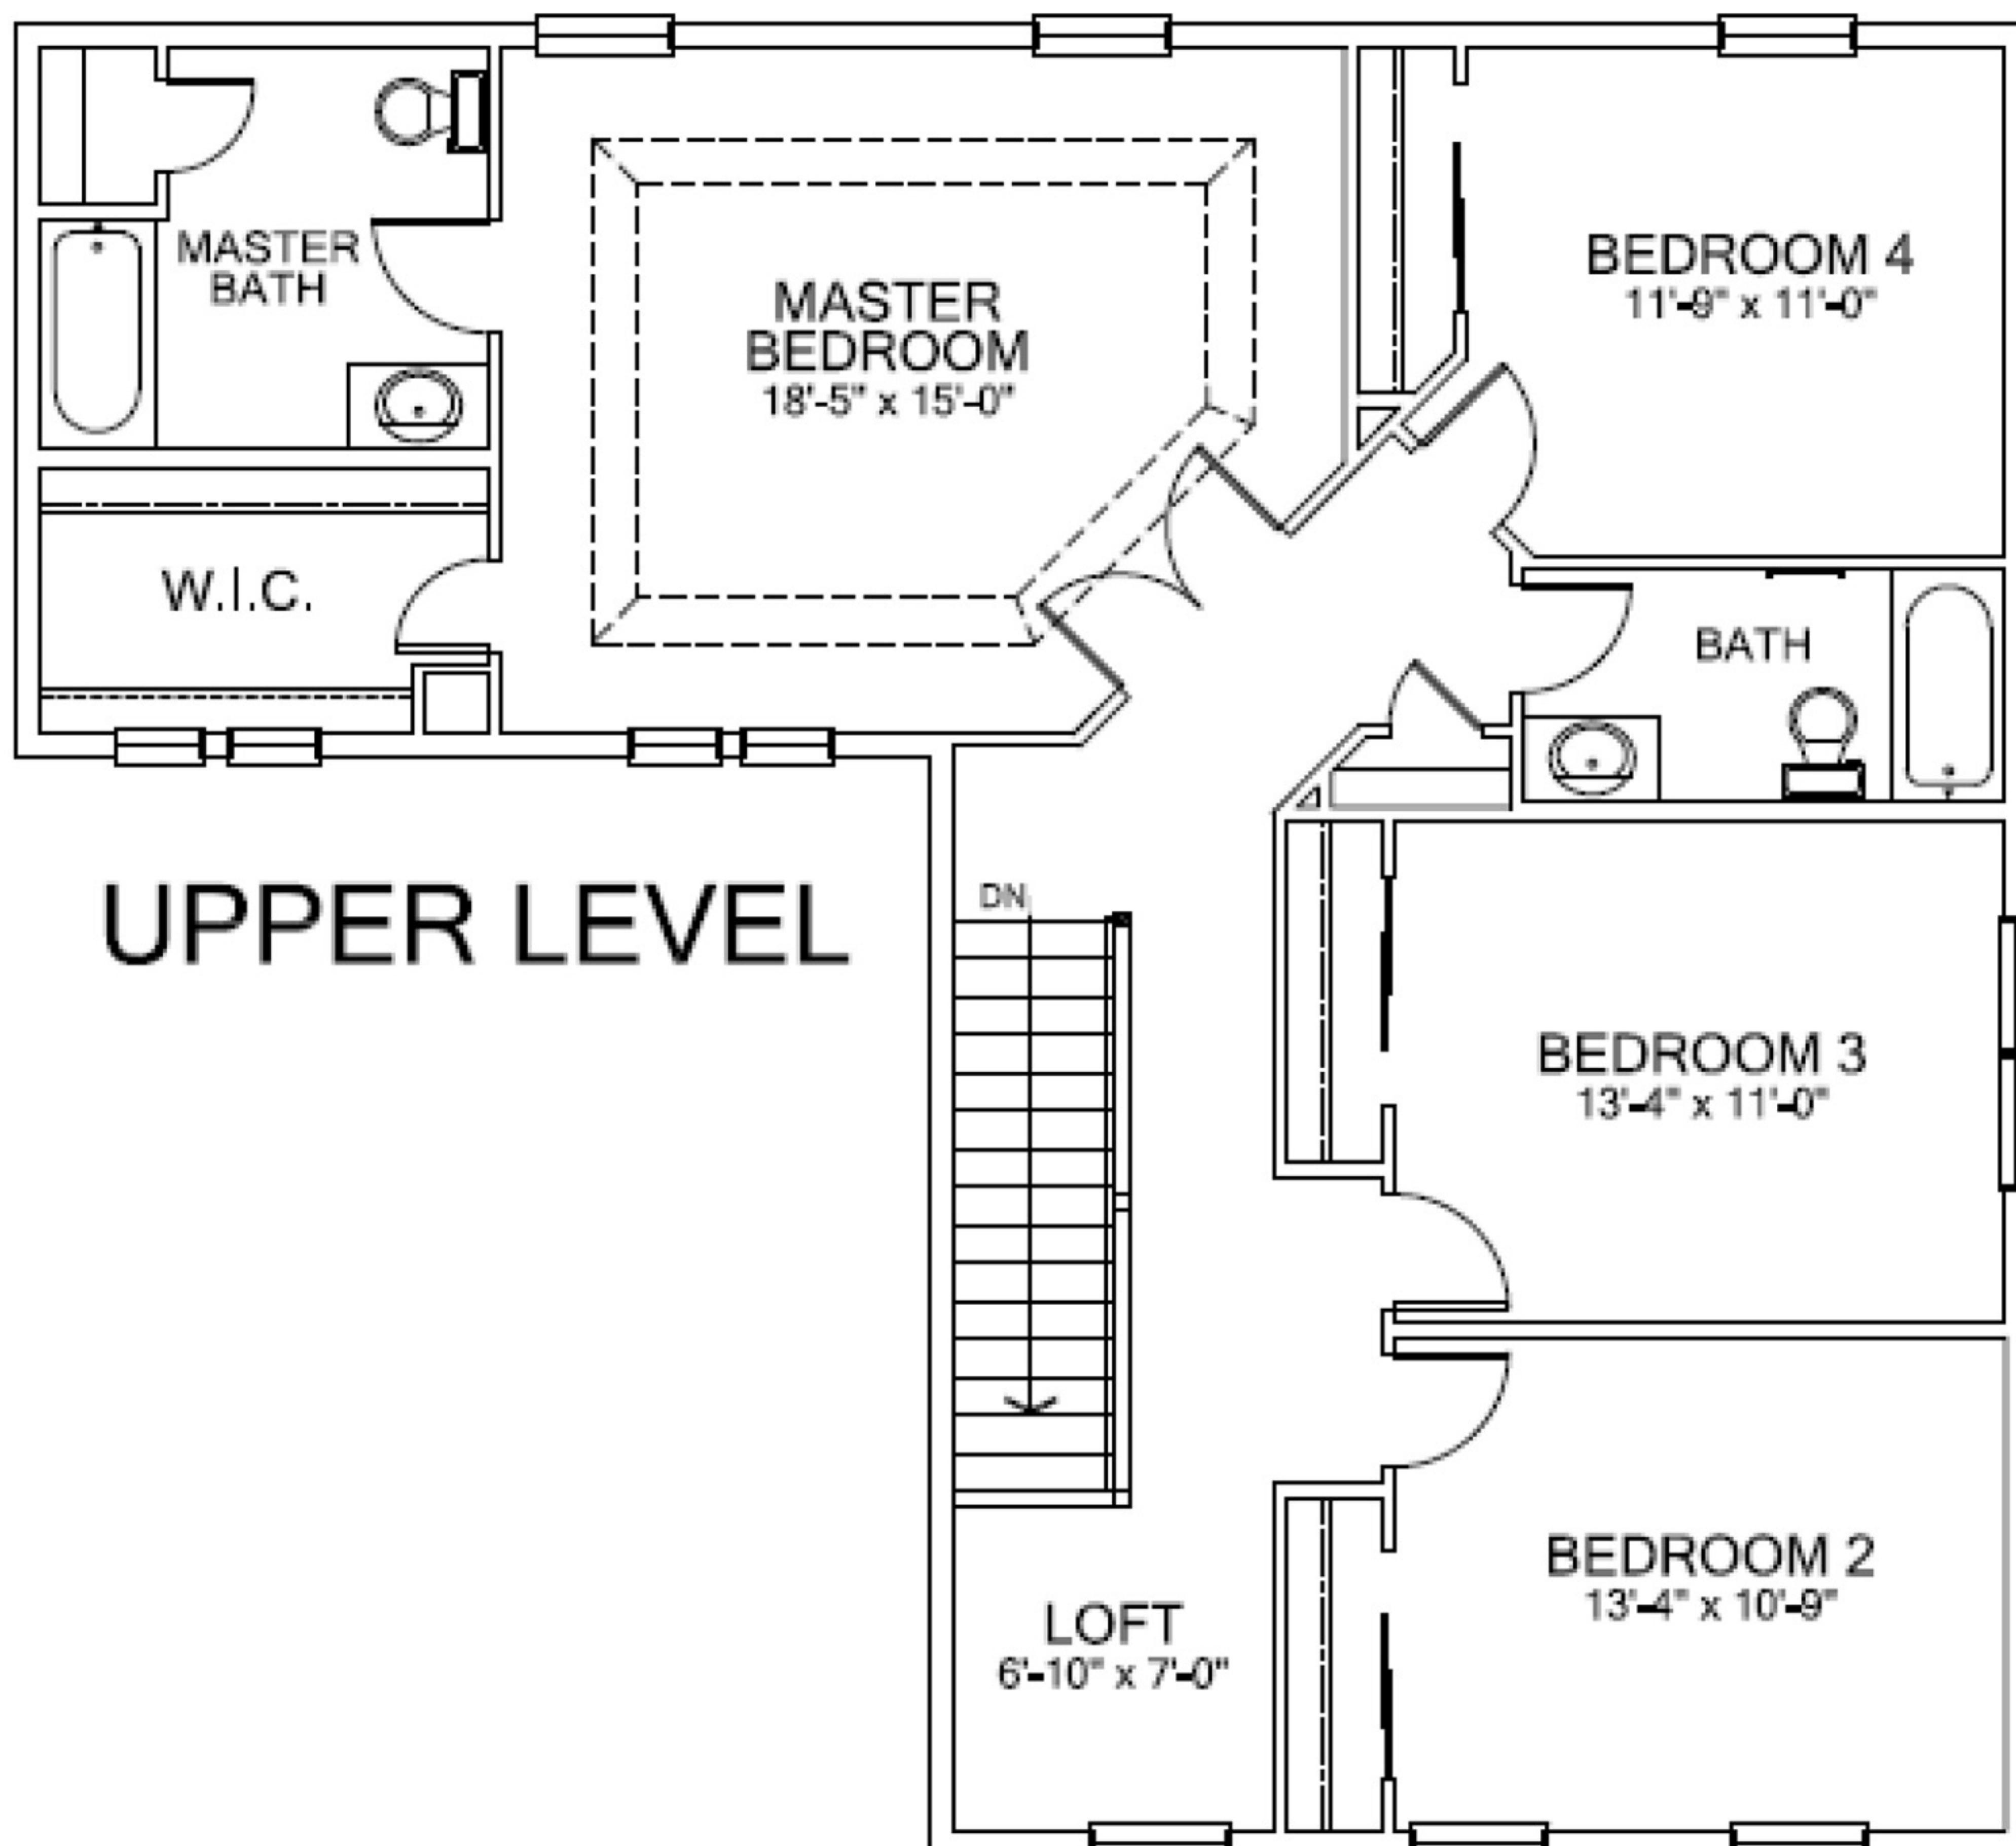 MASTER
BATH
MASTER
BEDROOM
18'-5" x 15'-0"
BEDROOM 4
11'-9" x 11'-0"
W.I.C.
BATH
UPPER LEVEL
DN
BEDROOM 3
13'-4" x 11'-0"
BEDROOM 2
13'-4" x 10'-9"
LOFT
6'-10" x 7'-0"